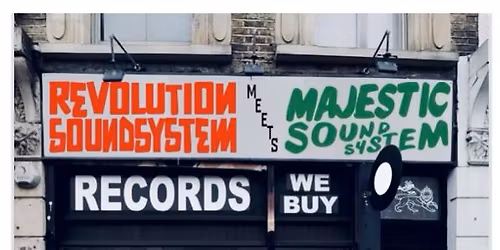 REVOLUTION
SOUNDSYSTEM
MEETS
MAJESTIC
SOUND
SYSTEM
RECORDS
WE
BUY